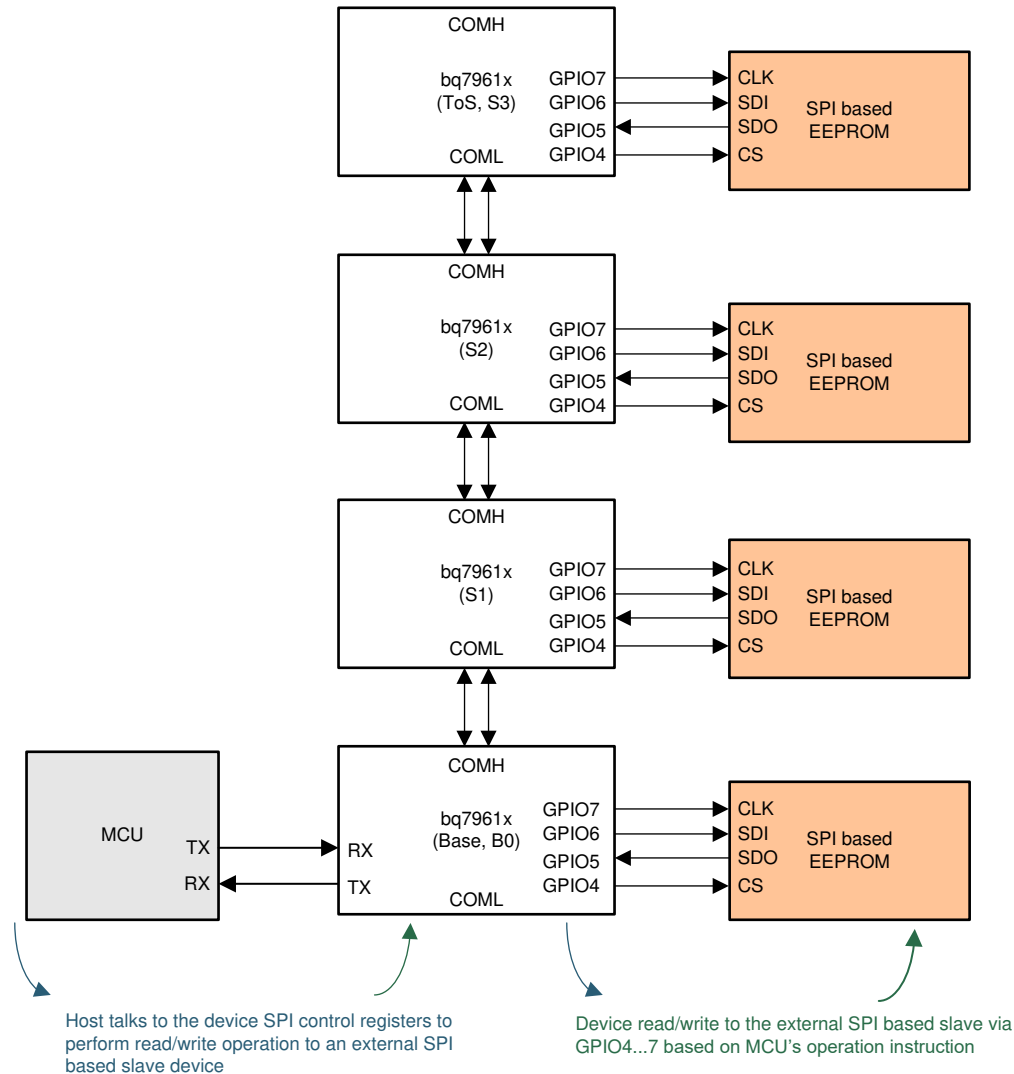 COMH
bq7961x
(ToS, S3)
COML
GPIO7
GPIO6
GPIO5
GPIO4
CLK
SDI
SDO
CS
SPI based
EEPROM
COMH
bq7961x
(S2)
COML
GPIO7
GPIO6
GPIO5
GPIO4
CLK
SDI
SDO
CS
SPI based
EEPROM
COMH
bq7961x
(S1)
COML
GPIO7
GPIO6
GPIO5
GPIO4
CLK
SDI
SDO
CS
SPI based
EEPROM
MCU
TX
RX
RX
TX
COMH
bq7961x
(Base, B0)
COML
GPIO7
GPIO6
GPIO5
GPIO4
CLK
SDI
SDO
CS
SPI based
EEPROM
Host talks to the device SPI control registers to
perform read/write operation to an external SPI
based slave device
Device read/write to the external SPI based slave via
GPIO4...7 based on MCU's operation instruction